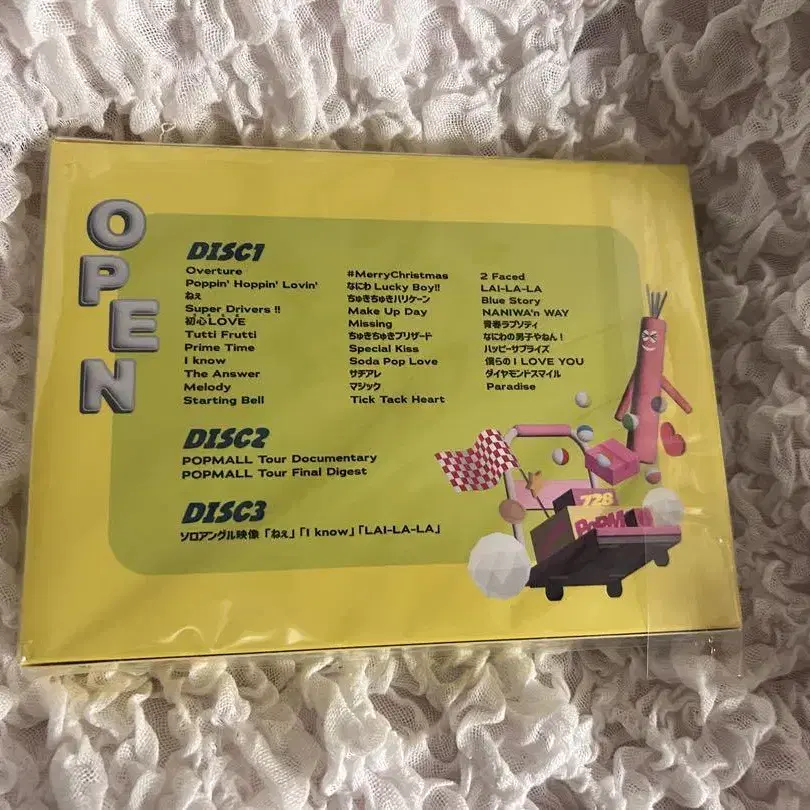 OPEN
DISC1
Overture
Poppin' Hoppin' Lovin'
ねぇ
Super Drivers !!
初心LOVE
Tutti Frutti
Prime Time
I know
The Answer
Melody
Starting Bell
#MerryChristmas
なにわ Lucky Boy!!
ちゅきちゅきハリケーン
Make Up Day
Missing
ちゅきちゅきブリザード
Special Kiss
Soda Pop Love
サチアレ
マジック
Tick Tack Heart
2 Faced
LAI-LA-LA
Blue Story
NANIWA'n WAY
青春ラプソディ
なにわの男子やねん！
ハッピーサプライズ
僕らの I LOVE YOU
ダイヤモンドスマイル
Paradise
DISC2
POPMALL Tour Documentary
POPMALL Tour Final Digest
DISC3
ソロアングル映像「ねぇ」「I know」「LAI-LA-LA」
728